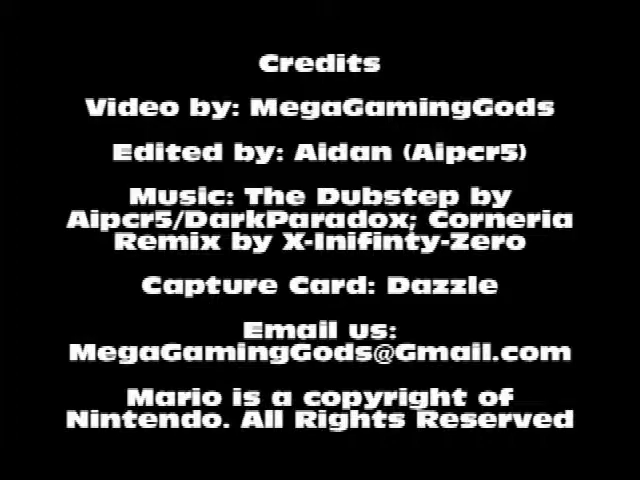 Credits
Video by: MegaGamingGods
Edited by: Aidan (Aipcr5)
Music: The Dubstep by
Aipcr5/DarkParadox; Corneria
Remix by X-Inifinty-Zero
Capture Card: Dazzle
Email us:
MegaGamingGods@Gmail.com
Mario is a copyright of
Nintendo. All Rights Reserved